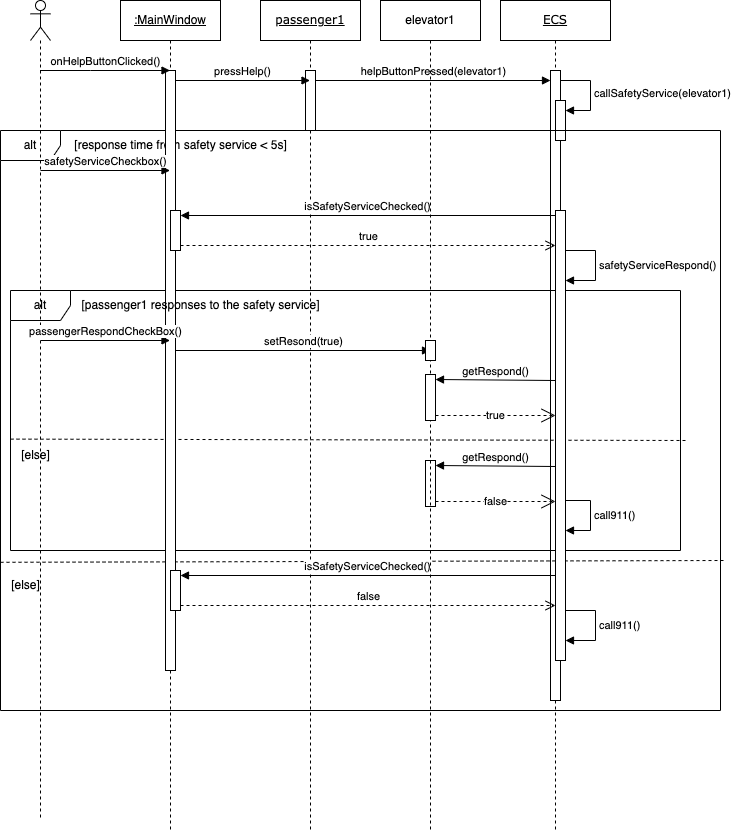 :MainWindow
passenger1
elevator1
ECS
onHelpButtonClicked()
pressHelp()
helpButtonPressed(elevator1)
callSafetyService(elevator1)
alt
[response time from safety service < 5s]
safetyServiceCheckbox()
isSafetyServiceChecked()
true
safetyServiceRespond()
alt
[passenger1 responses to the safety service]
passengerRespondCheckBox()
setResond(true)
getRespond()
true
[else]
getRespond()
false
call911()
isSafetyServiceChecked()
[else]
false
call911()